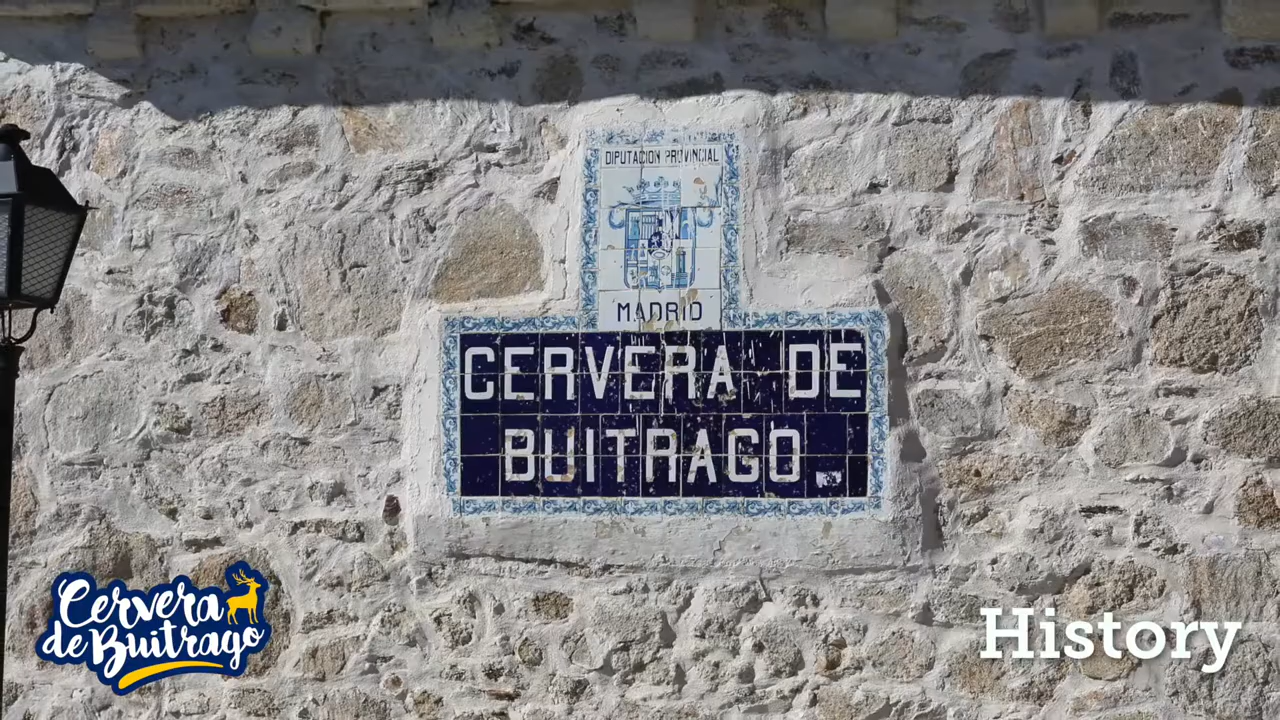 DIPUTACION PROVINCIAL
MADRID
CERVERA DE
BUITRAGO
Cervera
de Buitrago
History